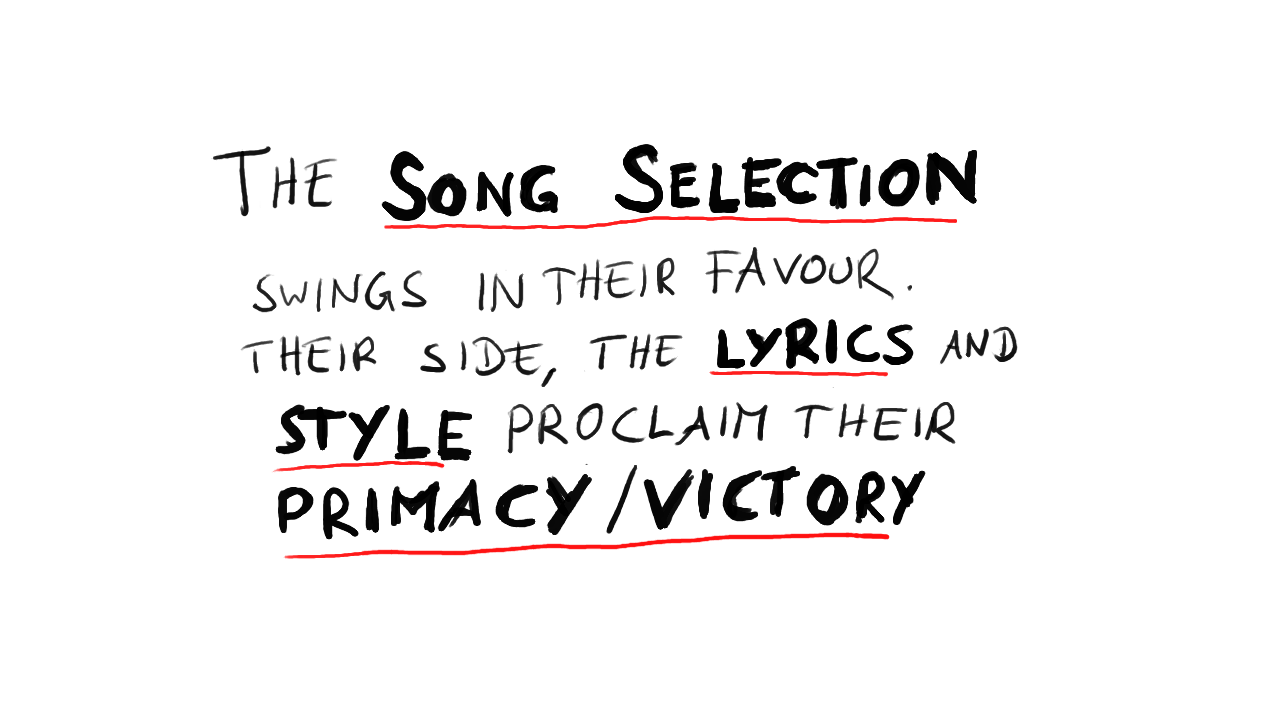 THE SONG SELECTION
SWINGS IN THEIR FAVOUR.
THEIR SIDE, THE LYRICS AND
STYLE PROCLAIM THEIR
PRIMACY/VICTORY